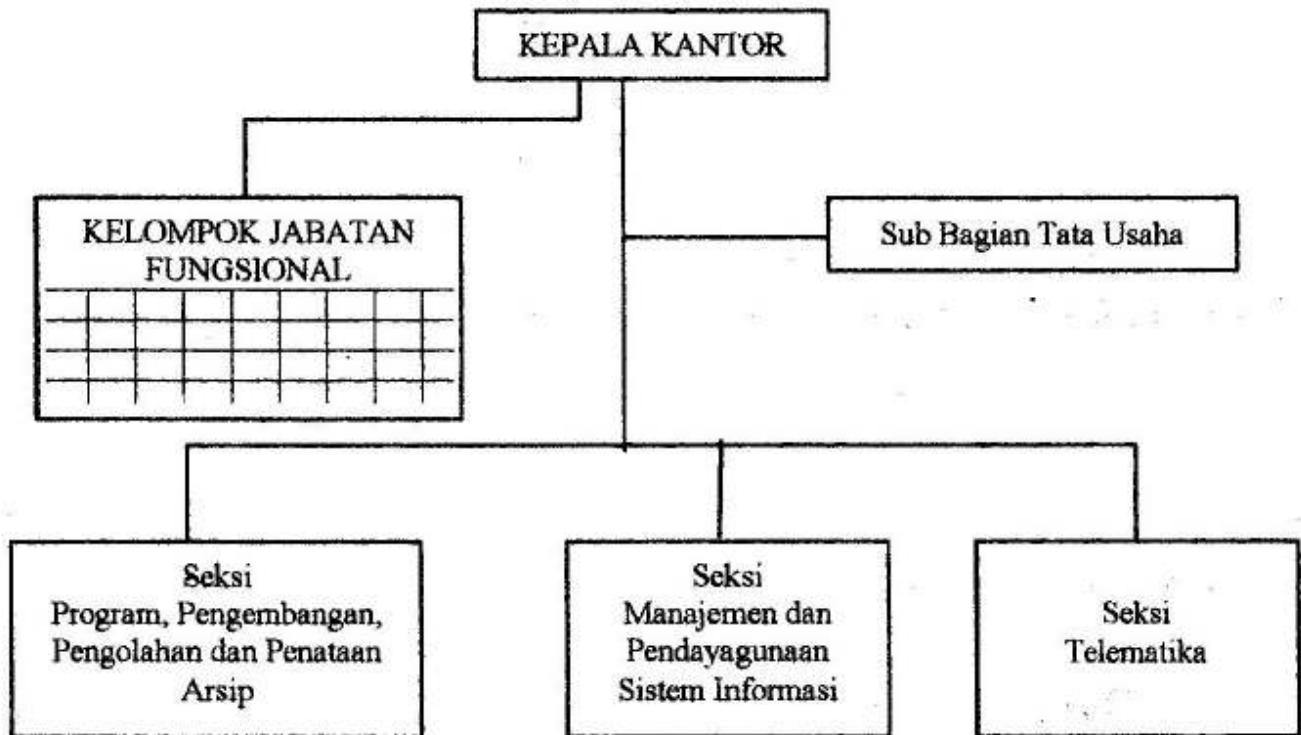 KEPALA KANTOR
KELOMPOK JABATAN
FUNGSIONAL
Sub Bagian Tata Usaha
Seksi
Program, Pengembangan,
Pengolahan dan Penataan
Arsip
Seksi
Manajemen dan
Pendayagunaan
Sistem Informasi
Seksi
Telematika